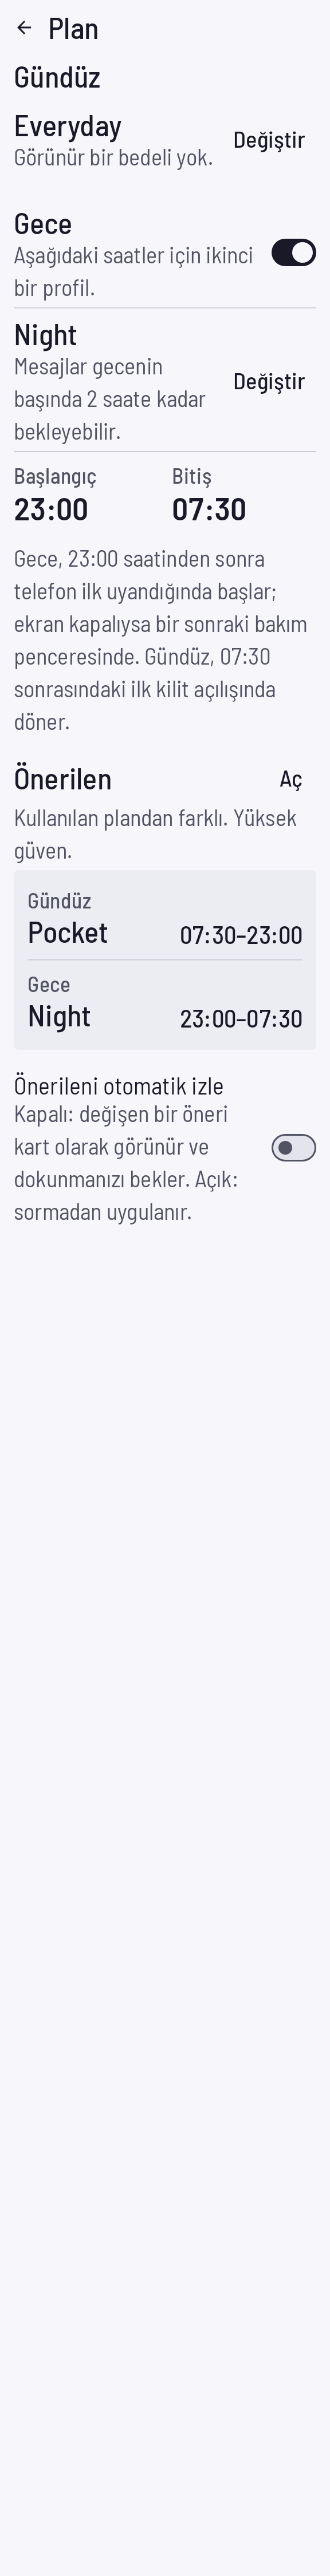 Plan
Gündüz
Everyday
Değiştir
Görünür bir bedeli yok.
Gece
Aşağıdaki saatler için ikinci
bir profil.
Night
Mesajlar gecenin
başında 2 saate kadar
bekleyebilir.
Değiştir
Başlangıç
Bitiş
23:00
07:30
Gece, 23:00 saatinden sonra
telefon ilk uyandığında başlar;
ekran kapalıysa bir sonraki bakım
penceresinde. Gündüz, 07:30
sonrasındaki ilk kilit açılışında
döner.
Önerilen
Aç
Kullanılan plandan farklı. Yüksek
güven.
Gündüz
Pocket
07:30–23:00
Gece
Night
23:00–07:30
Önerileni otomatik izle
Kapalı: değişen bir öneri
kart olarak görünür ve
dokunmanızı bekler. Açık:
sormadan uygulanır.